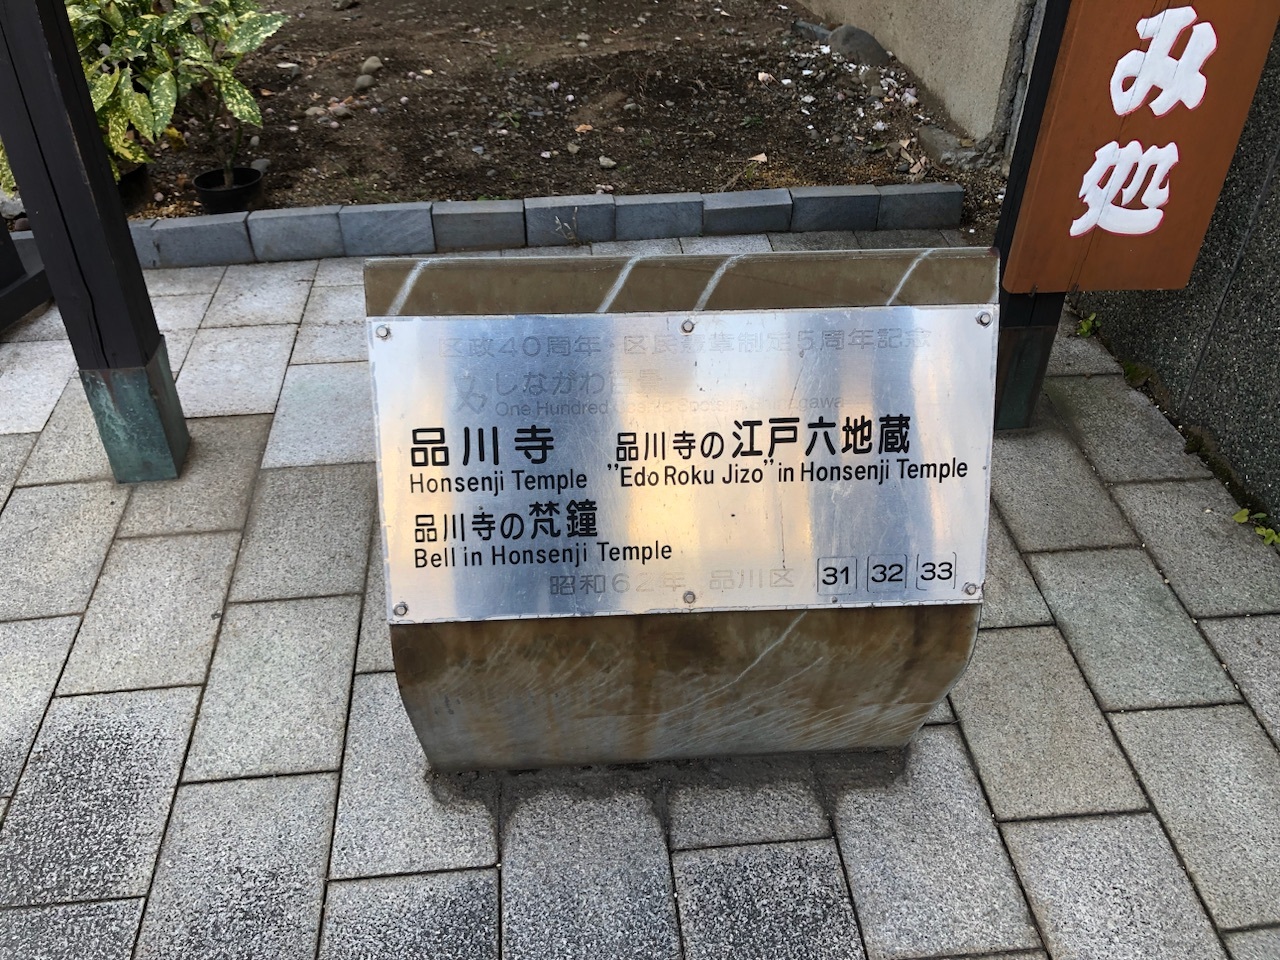 み処
区政40周年・区民憲章制定5周年記念
しながわ百景
One Hundred
品川寺 品川寺の江戸六地蔵
Honsenji Temple "Edo Roku Jizo" in Honsenji Temple
品川寺の梵鐘
Bell in Honsenji Temple
昭和62年 品川区 31 32 33